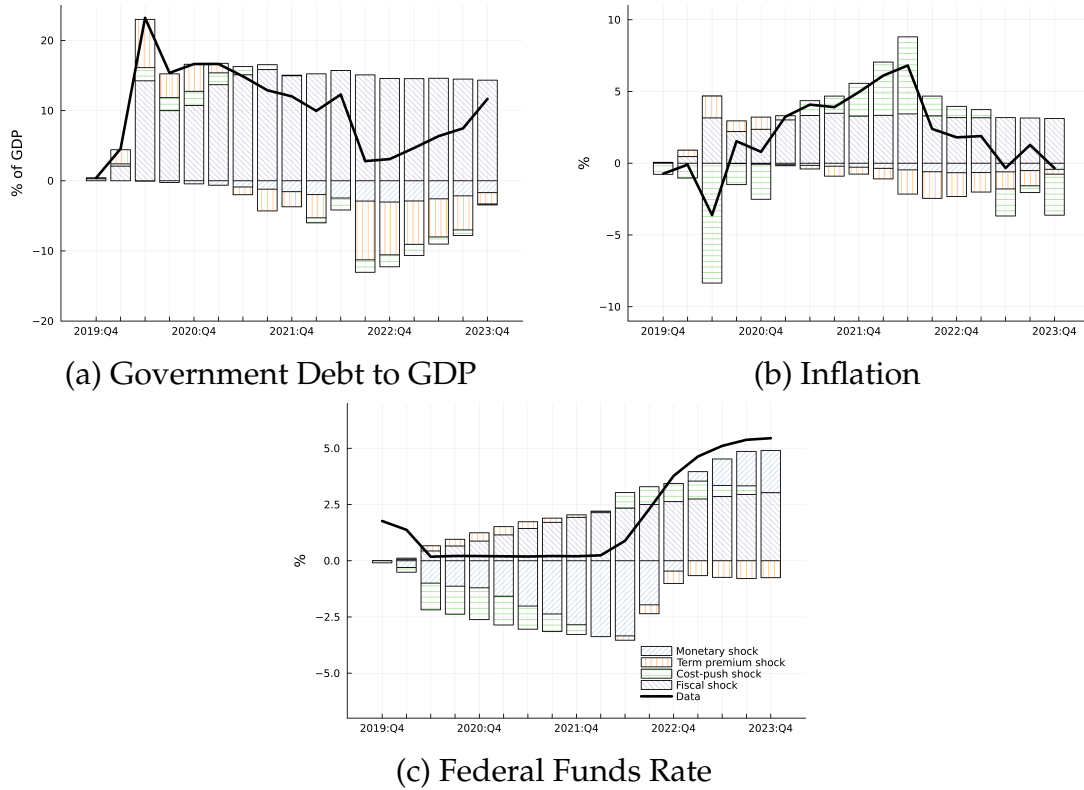 % of GDP
20
10
0
−10
−20
2019:Q4 2020:Q4 2021:Q4 2022:Q4 2023:Q4
(a) Government Debt to GDP
%
10
5
0
−5
−10
2019:Q4 2020:Q4 2021:Q4 2022:Q4 2023:Q4
(b) Inflation
%
5.0
2.5
0.0
−2.5
−5.0
Monetary shock
Term premium shock
Cost-push shock
Fiscal shock
Data
2019:Q4 2020:Q4 2021:Q4 2022:Q4 2023:Q4
(c) Federal Funds Rate